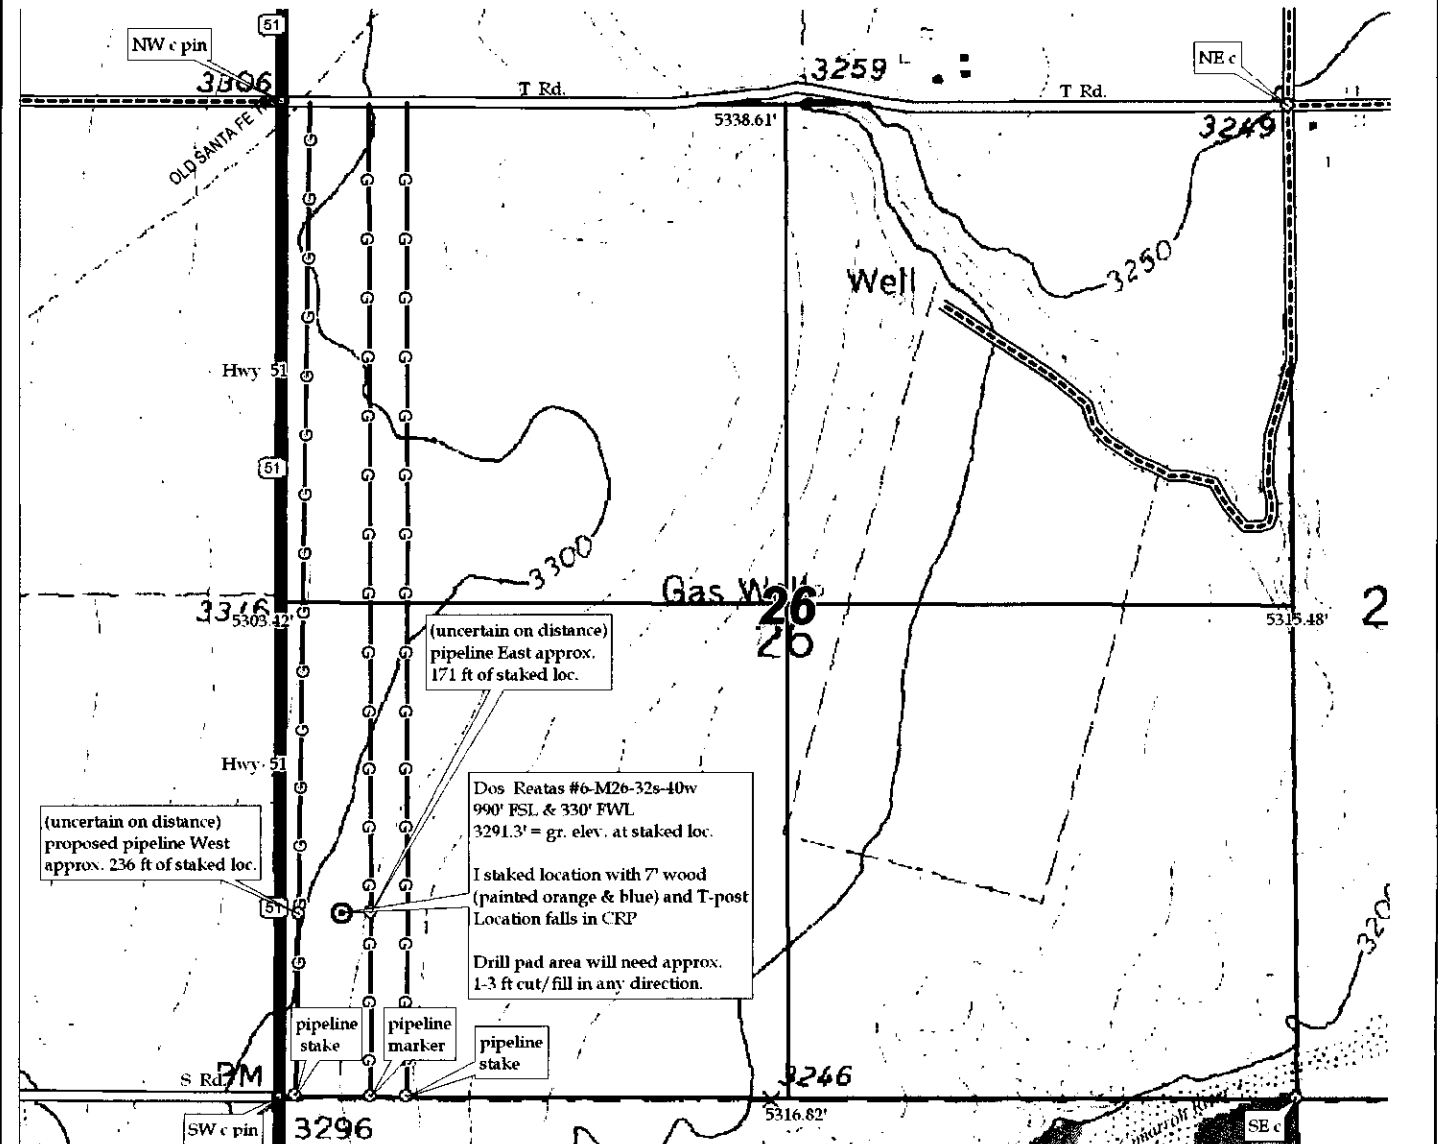 51
NW c pin
3306
T Rd.
3259
T Rd.
NE c
5338.61'
3249
OLD SANTA FE
Well
3250
Hwy 51
51
3300
Gas
3316
5303.42'
26
26
5315.48'
2
(uncertain on distance)
pipeline East approx.
171 ft of staked loc.
Hwy 51
Dos Reatas #6-M26-32s-40w
990' FSL & 330' FWL
3291.3' = gr. elev. at staked loc.
I staked location with 7' wood
(painted orange & blue) and T-post
Location falls in CRP
Drill pad area will need approx.
1-3 ft cut/fill in any direction.
(uncertain on distance)
proposed pipeline West
approx. 236 ft of staked loc.
51
320
pipeline
stake
pipeline
marker
pipeline
stake
S Rd.
3246
5316.82'
SW c pin
3296
River
SE c